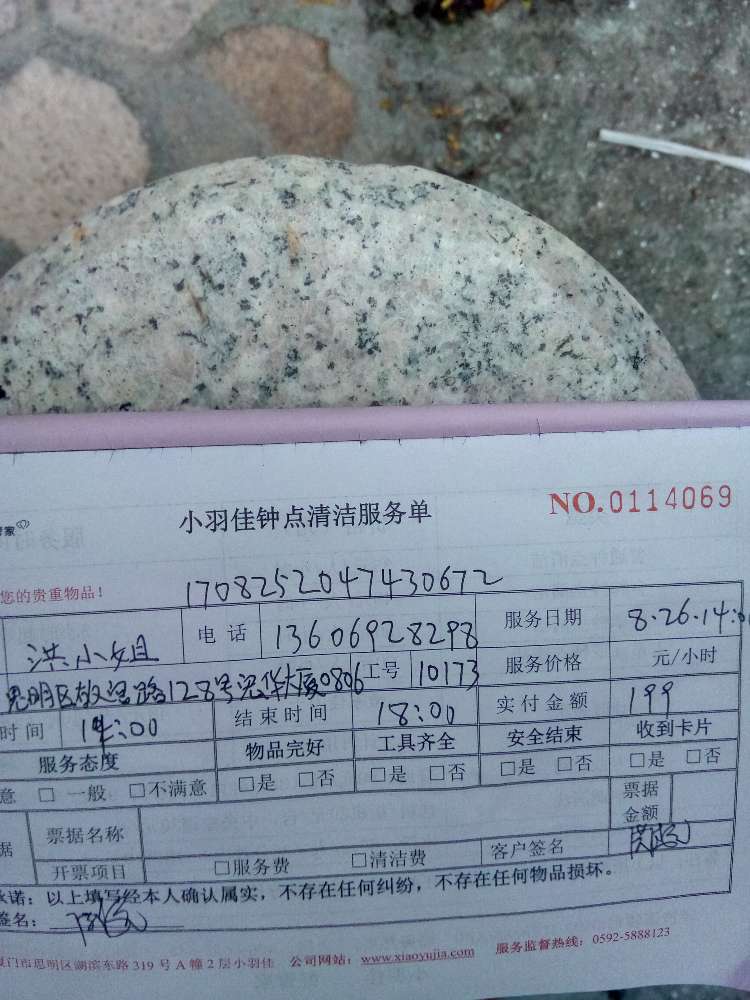 家
小羽佳钟点清洁服务单 NO.0114069
您的贵重物品！ 1708252047430672
洪小姐 电话 13606928298 服务日期 8.26.14:0
思明区故宫路128号思华大厦0806 工号 10173 服务价格 元/小时
时间 14:00 结束时间 18:00 实付金额 199
服务态度 物品完好 工具齐全 安全结束 收到卡片
意 □ 一般 □不满意 □是 □否 □是 □否 □是 □否 □是 □否
据 票据名称 票据金额
开票项目 □服务费 □清洁费 客户签名
承诺：以上填写经本人确认属实，不存在任何纠纷，不存在任何物品损坏。
签名：
厦门市思明区湖滨东路 319 号 A 幢 2 层小羽佳 公司网站：www.xiaoyujia.com 服务监督热线：0592-5888123